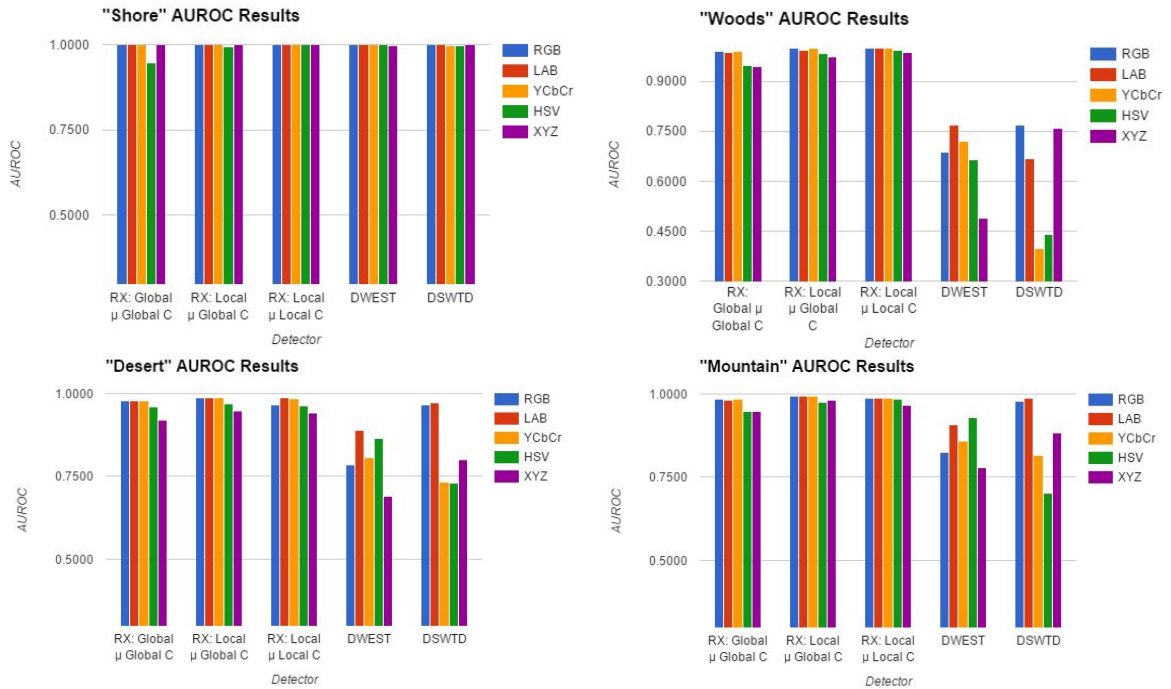 "Shore" AUROC Results
1.0000
0.7500
0.5000
AUROC
RX: Global
μ Global C
RX: Local
μ Global C
RX: Local
μ Local C
DWEST
DSWTD
Detector
RGB
LAB
YCbCr
HSV
XYZ
"Woods" AUROC Results
0.9000
0.7500
0.6000
0.4500
0.3000
AUROC
RX:
Global μ
Global C
RX: Local
μ Global
C
RX: Local
μ Local C
DWEST
DSWTD
Detector
RGB
LAB
YCbCr
HSV
XYZ
"Desert" AUROC Results
1.0000
0.7500
0.5000
AUROC
RX: Global
μ Global C
RX: Local
μ Global C
RX: Local
μ Local C
DWEST
DSWTD
Detector
RGB
LAB
YCbCr
HSV
XYZ
"Mountain" AUROC Results
1.0000
0.7500
0.5000
AUROC
RX: Global
μ Global C
RX: Local
μ Global C
RX: Local
μ Local C
DWEST
DSWTD
Detector
RGB
LAB
YCbCr
HSV
XYZ